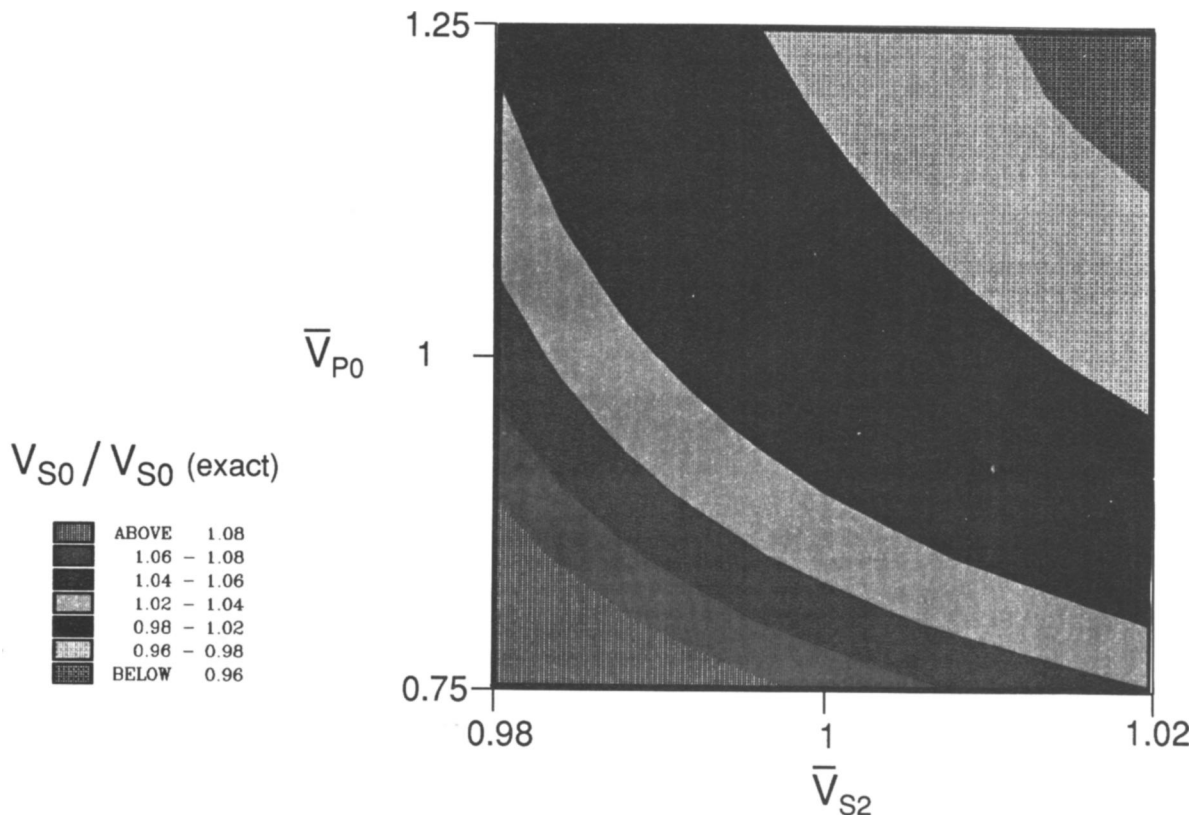 1.25
V̅P0 1
VS0 / VS0 (exact)
ABOVE 1.08
1.06 – 1.08
1.04 – 1.06
1.02 – 1.04
0.98 – 1.02
0.96 – 0.98
BELOW 0.96
0.75
0.98 1 1.02
V̅S2